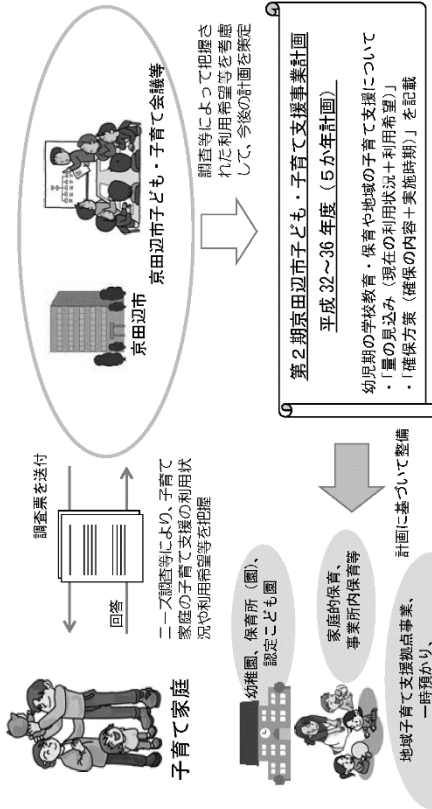 調査票を送付
回答
子育て家庭
ニーズ調査等により、子育て
家庭の子育て支援の利用状
況や利用希望等を把握
京田辺市
京田辺市子ども・子育て会議等
調査等によって把握さ
れた利用希望等を考慮
して、今後の計画を策定
第２期京田辺市子ども・子育て支援事業計画
平成 32～36 年度（５か年計画）
幼児期の学校教育・保育や地域の子育て支援について
・「量の見込み（現在の利用状況＋利用希望）」
・「確保方策（確保の内容＋実施時期）」を記載
計画に基づいて整備
幼稚園、保育所（園）、
認定こども園
家庭的保育、
事業所内保育等
地域子育て支援拠点事業、
一時預かり、